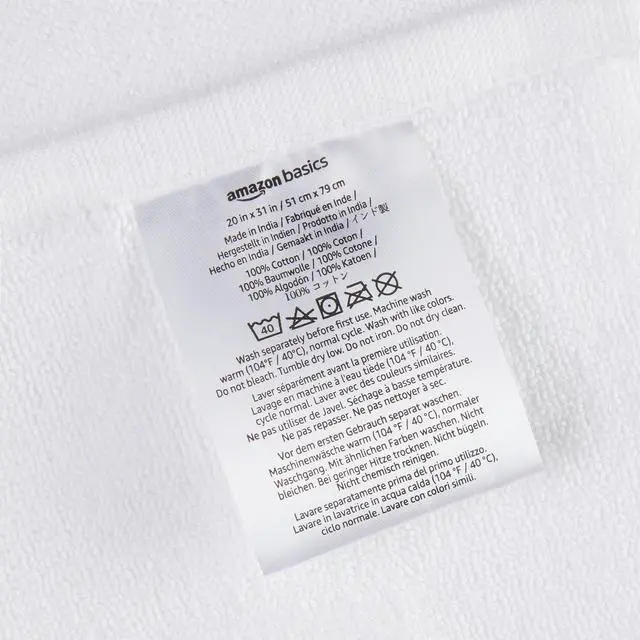 amazon basics
20 in x 31 in / 51 cm x 79 cm
Made in India / Fabriqué en Inde /
Hergestellt in Indien / Prodotto in India /
Hecho en India / Gemaakt in India / インド製
100% Cotton / 100% Coton /
100% Baumwolle / 100% Cotone /
100% Algodón / 100% Katoen /
100% コットン
40
Wash separately before first use. Machine wash
warm (104°F / 40°C), normal cycle. Wash with like colors.
Do not bleach. Tumble dry low. Do not iron. Do not dry clean.
Laver séparément avant la première utilisation.
Lavage en machine à l'eau tiède (104 °F / 40 °C),
cycle normal. Laver avec des couleurs similaires.
Ne pas utiliser de Javel. Séchage à basse température.
Ne pas repasser. Ne pas nettoyer à sec.
Vor dem ersten Gebrauch separat waschen.
Maschinenwäsche warm (104 °F / 40 °C), normaler
Waschgang. Mit ähnlichen Farben waschen. Nicht
bleichen. Bei geringer Hitze trocknen. Nicht bügeln.
Nicht chemisch reinigen.
Lavare separatamente prima del primo utilizzo.
Lavare in lavatrice in acqua calda (104 °F / 40 °C),
ciclo normale. Lavare con colori simili.